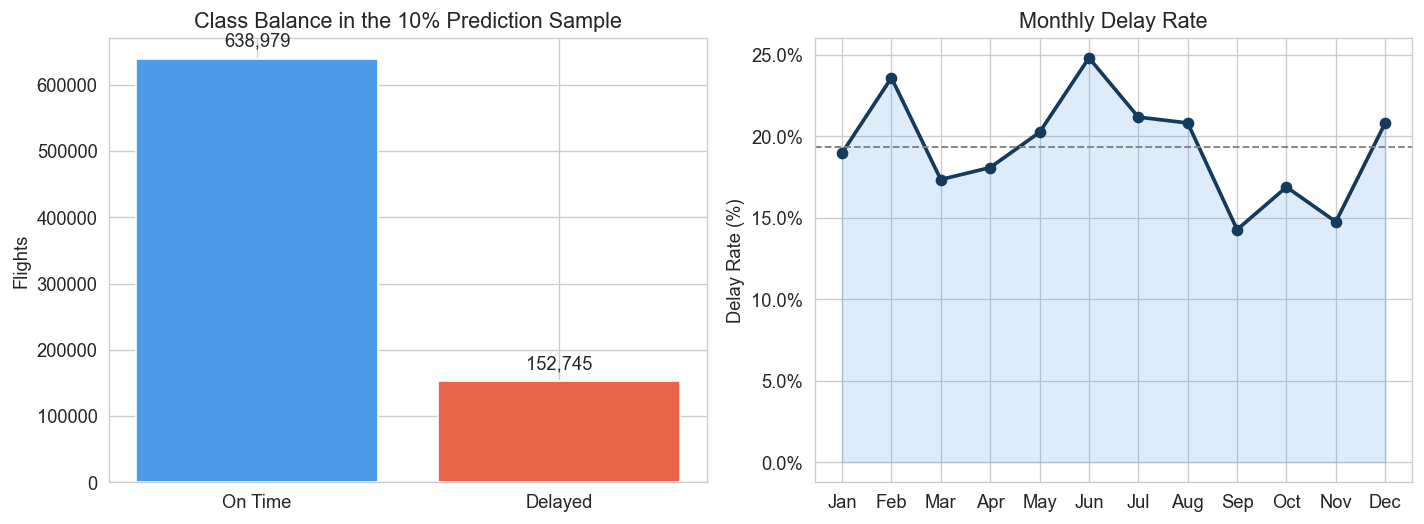 Class Balance in the 10% Prediction Sample
638,979
152,745
Flights
600000
500000
400000
300000
200000
100000
0
On Time
Delayed
Monthly Delay Rate
Delay Rate (%)
25.0%
20.0%
15.0%
10.0%
5.0%
0.0%
Jan
Feb
Mar
Apr
May
Jun
Jul
Aug
Sep
Oct
Nov
Dec